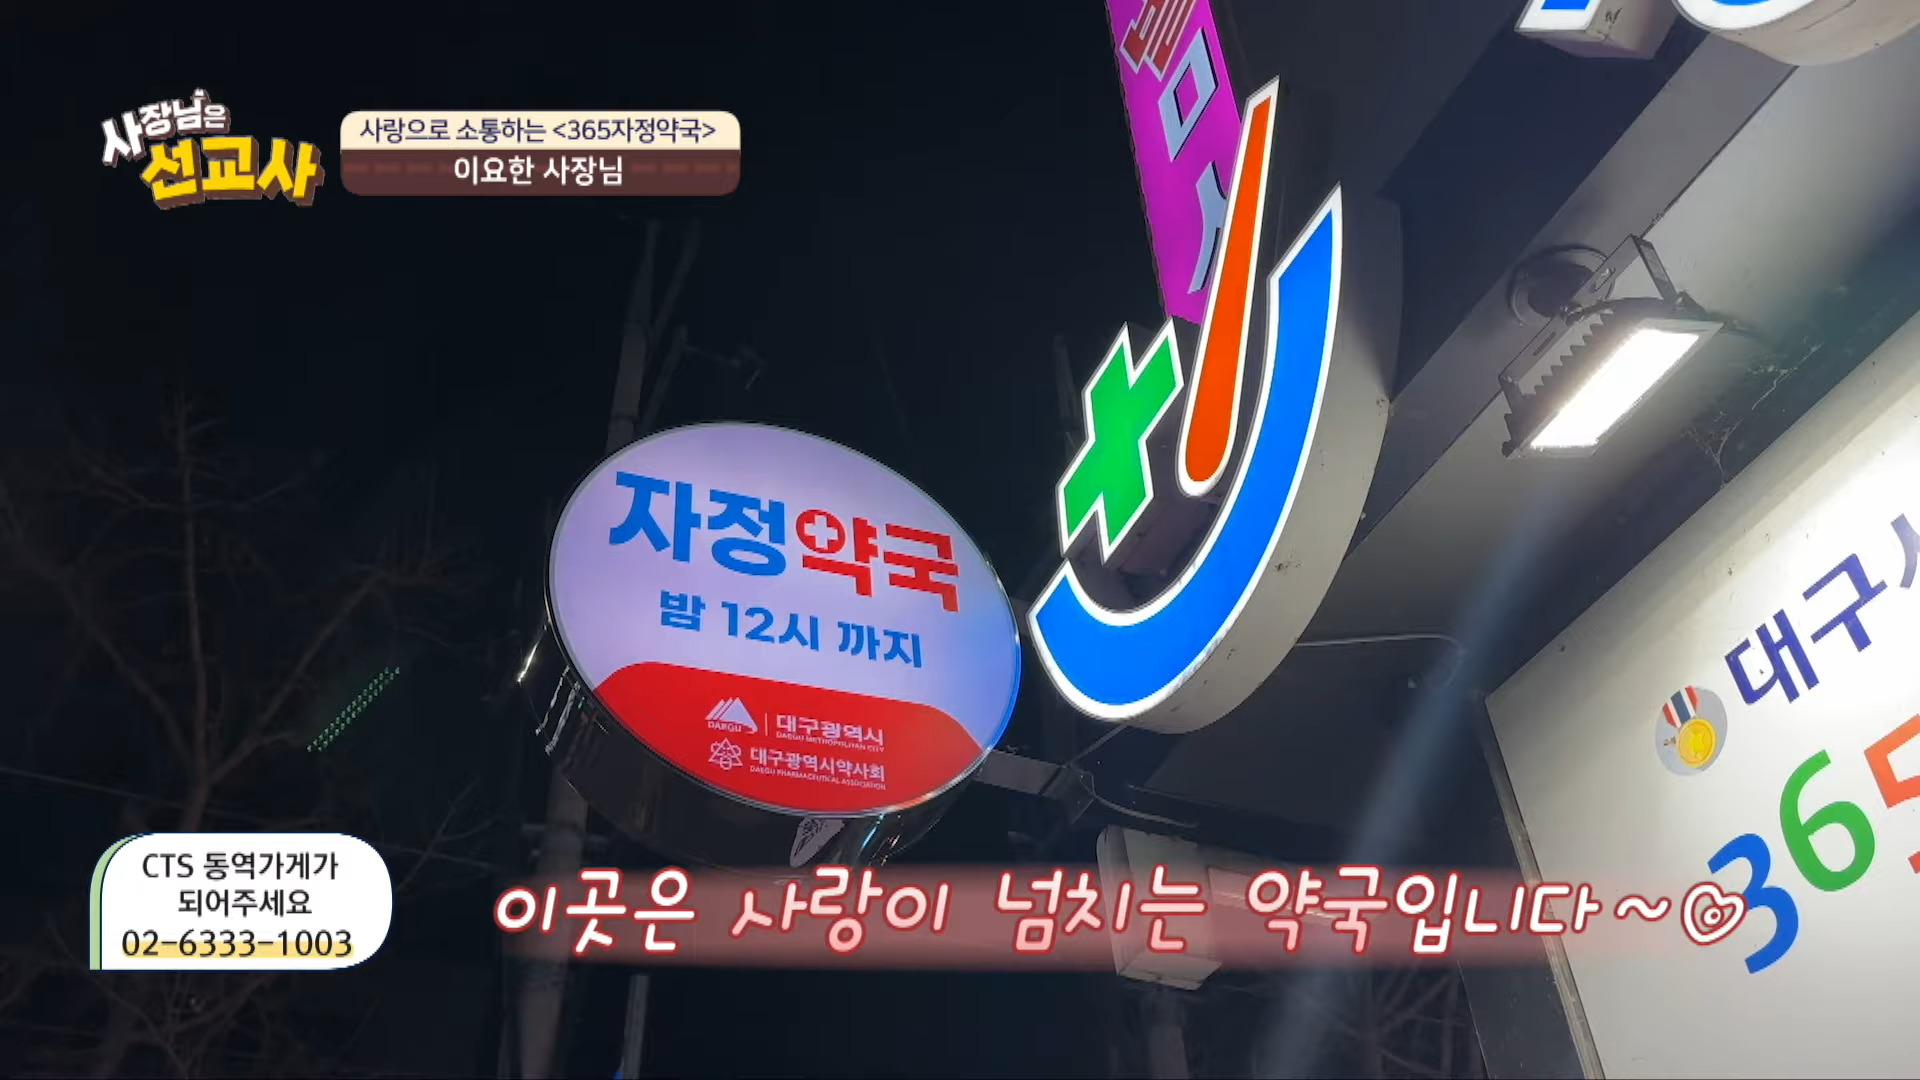 사장님은
선교사
사랑으로 소통하는 <365자정약국>
이요한 사장님
자정약국
밤 12시 까지
DAEGU
대구광역시
DAEGU METROPOLITAN CITY
대구광역시약사회
DAEGU PHARMACEUTICAL ASSOCIATION
대구
365
CTS 동역가게가
되어주세요
02-6333-1003
이곳은 사랑이 넘치는 약국입니다~